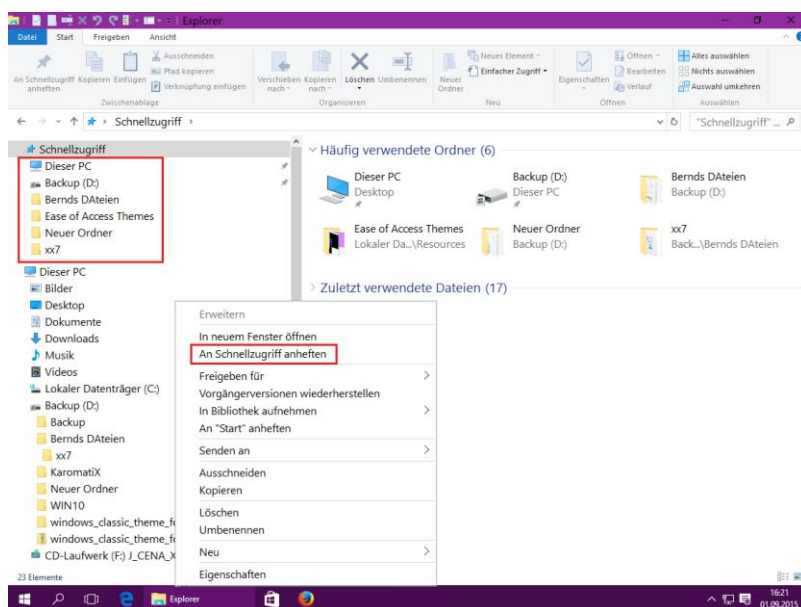 Explorer
Datei Start Freigeben Ansicht
An Schnellzugriff anheften
Kopieren
Einfügen
Ausschneiden
Pfad kopieren
Verknüpfung einfügen
Zwischenablage
Verschieben nach
Kopieren nach
Löschen
Umbenennen
Organisieren
Neuer Ordner
Neues Element
Einfacher Zugriff
Neu
Eigenschaften
Öffnen
Bearbeiten
Verlauf
Öffnen
Alles auswählen
Nichts auswählen
Auswahl umkehren
Auswählen
Schnellzugriff
"Schnellzugriff" ...
Schnellzugriff
Dieser PC
Backup (D:)
Bernds DAteien
Ease of Access Themes
Neuer Ordner
xx7
Dieser PC
Bilder
Desktop
Dokumente
Downloads
Musik
Videos
Lokaler Datenträger (C:)
Backup (D:)
Backup
Bernds DAteien
xx7
KaromatiX
Neuer Ordner
WIN10
windows_classic_theme_fo
windows_classic_theme_fo
CD-Laufwerk (F:) J_CENA_X
Häufig verwendete Ordner (6)
Dieser PC
Desktop
Backup (D:)
Dieser PC
Bernds DAteien
Backup (D:)
Ease of Access Themes
Lokaler Da...\Resources
Neuer Ordner
Backup (D:)
xx7
Back...\Bernds DAteien
Zuletzt verwendete Dateien (17)
Erweitern
In neuem Fenster öffnen
An Schnellzugriff anheften
Freigeben für
Vorgängerversionen wiederherstellen
In Bibliothek aufnehmen
An "Start" anheften
Senden an
Ausschneiden
Kopieren
Löschen
Umbenennen
Neu
Eigenschaften
23 Elemente
Explorer
16:21
01.09.2015